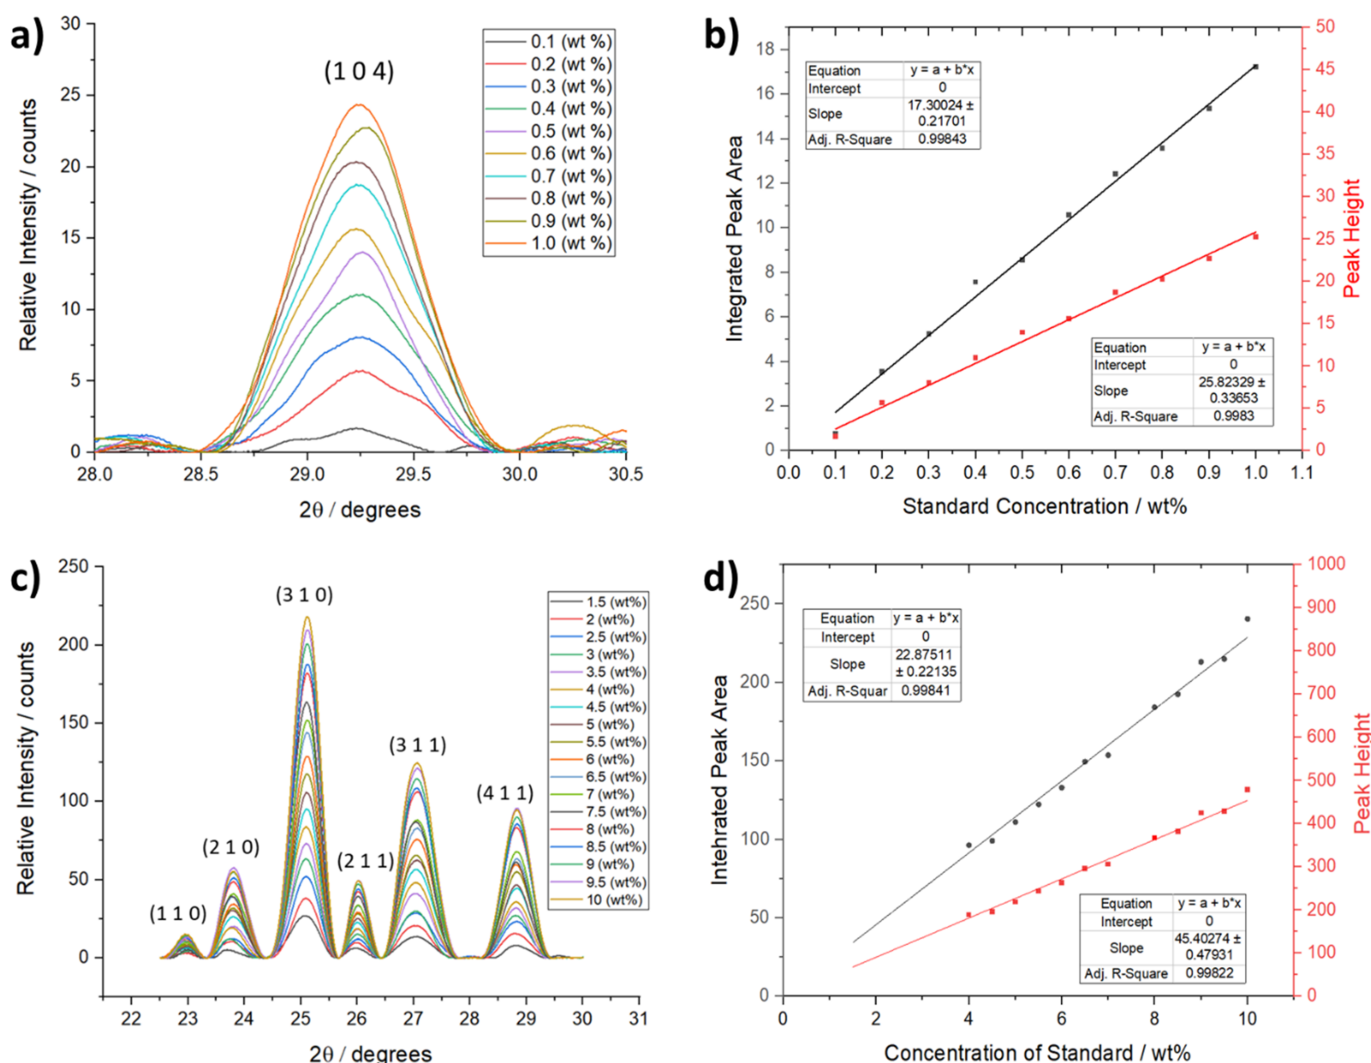 a)
30
25
20
15
10
5
0
Relative Intensity / counts
(1 0 4)
0.1 (wt %)
0.2 (wt %)
0.3 (wt %)
0.4 (wt %)
0.5 (wt %)
0.6 (wt %)
0.7 (wt %)
0.8 (wt %)
0.9 (wt %)
1.0 (wt %)
28.0 28.5 29.0 29.5 30.0 30.5
2θ / degrees
b)
18
16
14
12
10
8
6
4
2
0
Integrated Peak Area
Equation y = a + b*x
Intercept 0
Slope 17.30024 ±
0.21701
Adj. R-Square 0.99843
Equation y = a + b*x
Intercept 0
Slope 25.82329 ±
0.33653
Adj. R-Square 0.9983
50
45
40
35
30
25
20
15
10
5
0
Peak Height
0.0 0.1 0.2 0.3 0.4 0.5 0.6 0.7 0.8 0.9 1.0 1.1
Standard Concentration / wt%
c)
250
200
150
100
50
0
Relative Intensity / counts
(1 1 0)
(2 1 0)
(3 1 0)
(2 1 1)
(3 1 1)
(4 1 1)
1.5 (wt%)
2 (wt%)
2.5 (wt%)
3 (wt%)
3.5 (wt%)
4 (wt%)
4.5 (wt%)
5 (wt%)
5.5 (wt%)
6 (wt%)
6.5 (wt%)
7 (wt%)
7.5 (wt%)
8 (wt%)
8.5 (wt%)
9 (wt%)
9.5 (wt%)
10 (wt%)
22 23 24 25 26 27 28 29 30 31
2θ / degrees
d)
250
200
150
100
50
0
Intehrated Peak Area
Equation y = a + b*x
Intercept 0
Slope 22.87511
± 0.22135
Adj. R-Squar 0.99841
Equation y = a + b*x
Intercept 0
Slope 45.40274 ±
0.47931
Adj. R-Square 0.99822
1000
900
800
700
600
500
400
300
200
100
0
Peak Height
0 2 4 6 8 10
Concentration of Standard / wt%